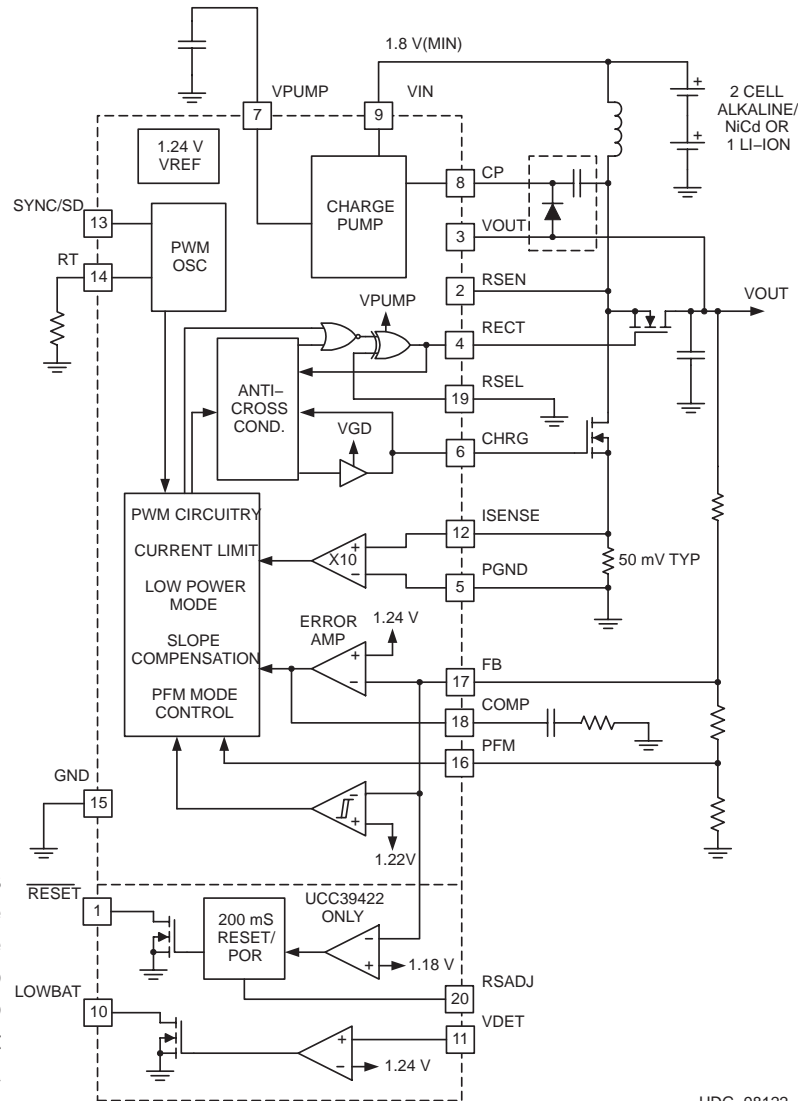 1.8 V(MIN)
VPUMP
VIN
7
9
2 CELL
ALKALINE/
NiCd OR
1 LI–ION
+
+
1.24 V
VREF
CP
8
SYNC/SD
13
CHARGE
PUMP
VOUT
3
PWM
OSC
RT
14
RSEN
2
VPUMP
VOUT
RECT
4
ANTI–
CROSS
COND.
RSEL
19
VGD
CHRG
6
PWM CIRCUITRY
CURRENT LIMIT
LOW POWER
MODE
SLOPE
COMPENSATION
PFM MODE
CONTROL
ISENSE
12
+
X10
–
50 mV TYP
PGND
5
ERROR
AMP
1.24 V
+
–
FB
17
COMP
18
PFM
16
GND
15
–
+
1.22V
RESET
1
UCC39422
ONLY
200 mS
RESET/
POR
–
+
1.18 V
RSADJ
20
LOWBAT
10
VDET
11
+
–
1.24 V